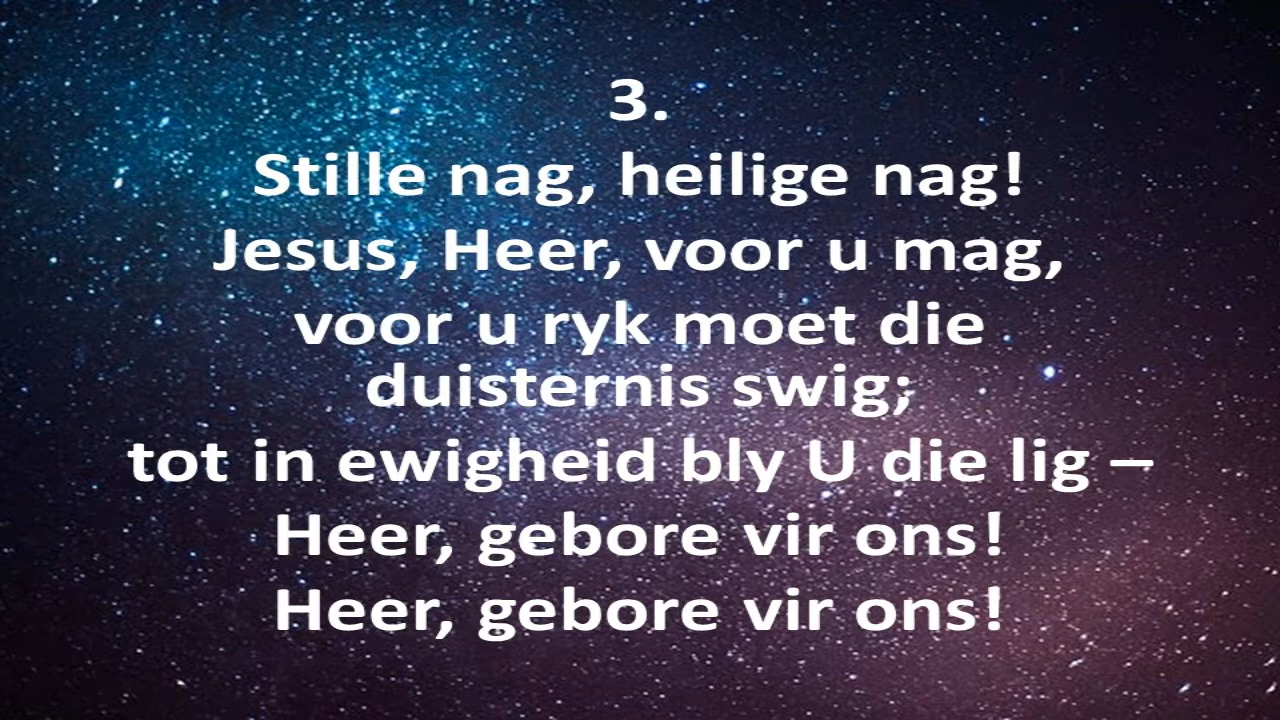 3.
Stille nag, heilige nag!
Jesus, Heer, voor u mag,
voor u ryk moet die
duisternis swig;
tot in ewigheid bly U die lig –
Heer, gebore vir ons!
Heer, gebore vir ons!